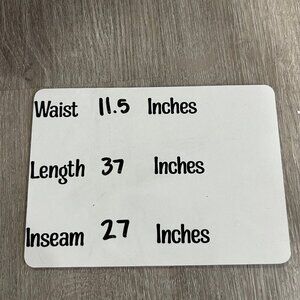 Waist 11.5 Inches
Length 37 Inches
Inseam 27 Inches